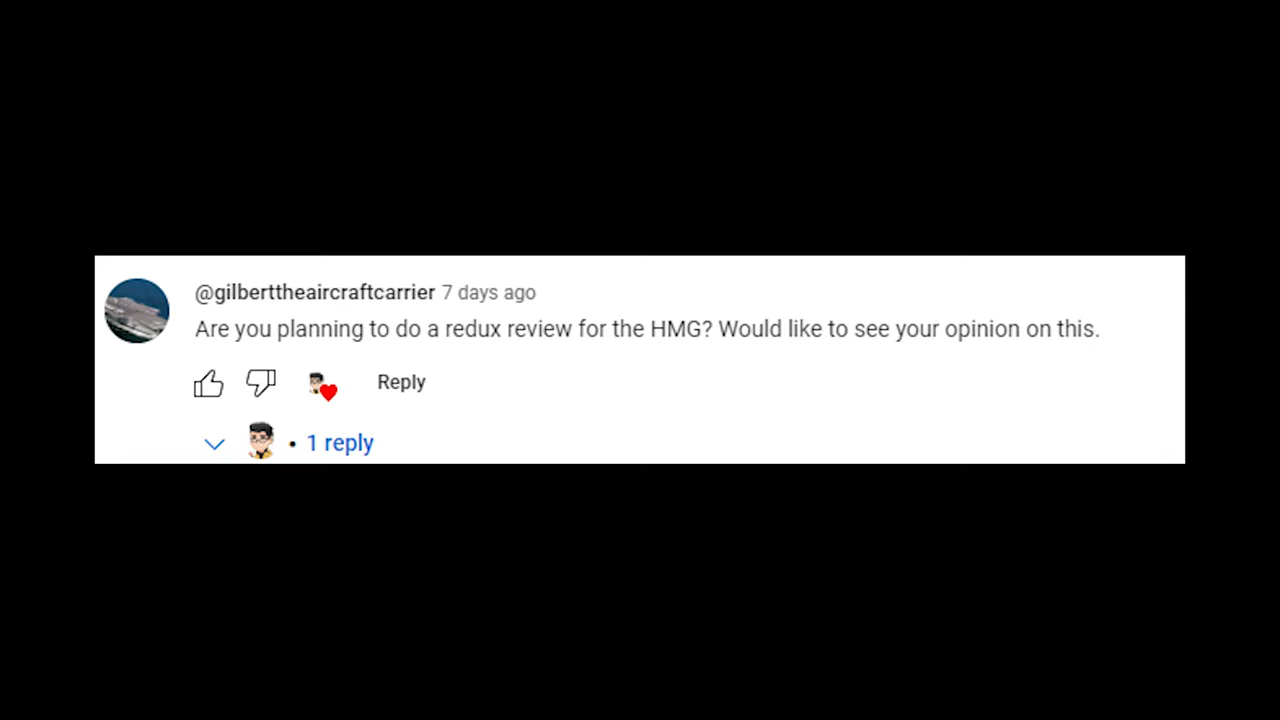 @gilberttheaircraftcarrier 7 days ago
Are you planning to do a redux review for the HMG? Would like to see your opinion on this.
Reply
• 1 reply